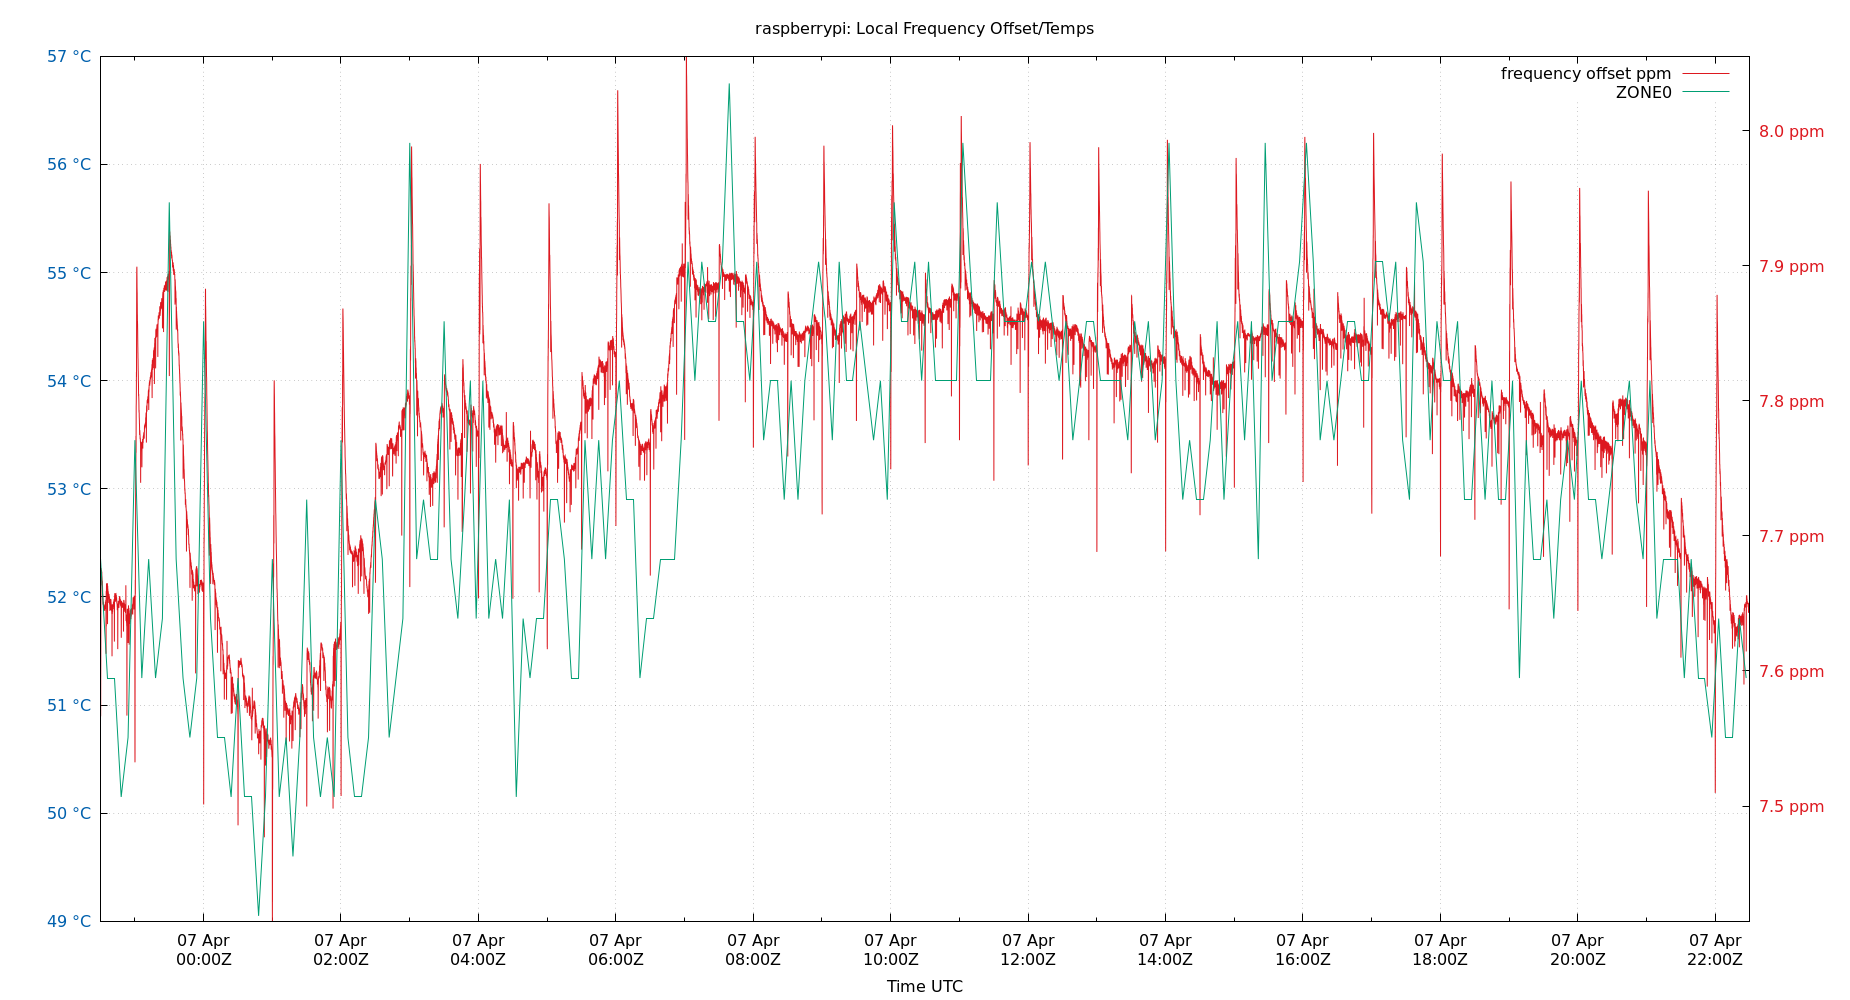 raspberrypi: Local Frequency Offset/Temps
frequency offset ppm
ZONE0
57 °C
56 °C
55 °C
54 °C
53 °C
52 °C
51 °C
50 °C
49 °C
8.0 ppm
7.9 ppm
7.8 ppm
7.7 ppm
7.6 ppm
7.5 ppm
07 Apr 07 Apr 07 Apr 07 Apr 07 Apr 07 Apr 07 Apr 07 Apr 07 Apr 07 Apr 07 Apr 07 Apr
00:00Z 02:00Z 04:00Z 06:00Z 08:00Z 10:00Z 12:00Z 14:00Z 16:00Z 18:00Z 20:00Z 22:00Z
Time UTC